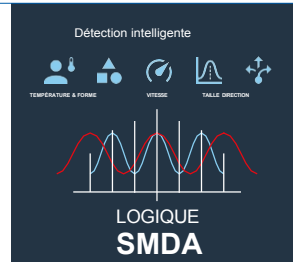 Détection intelligente
TEMPÉRATURE & FORME VITESSE TAILLE DIRECTION
LOGIQUE
SMDA